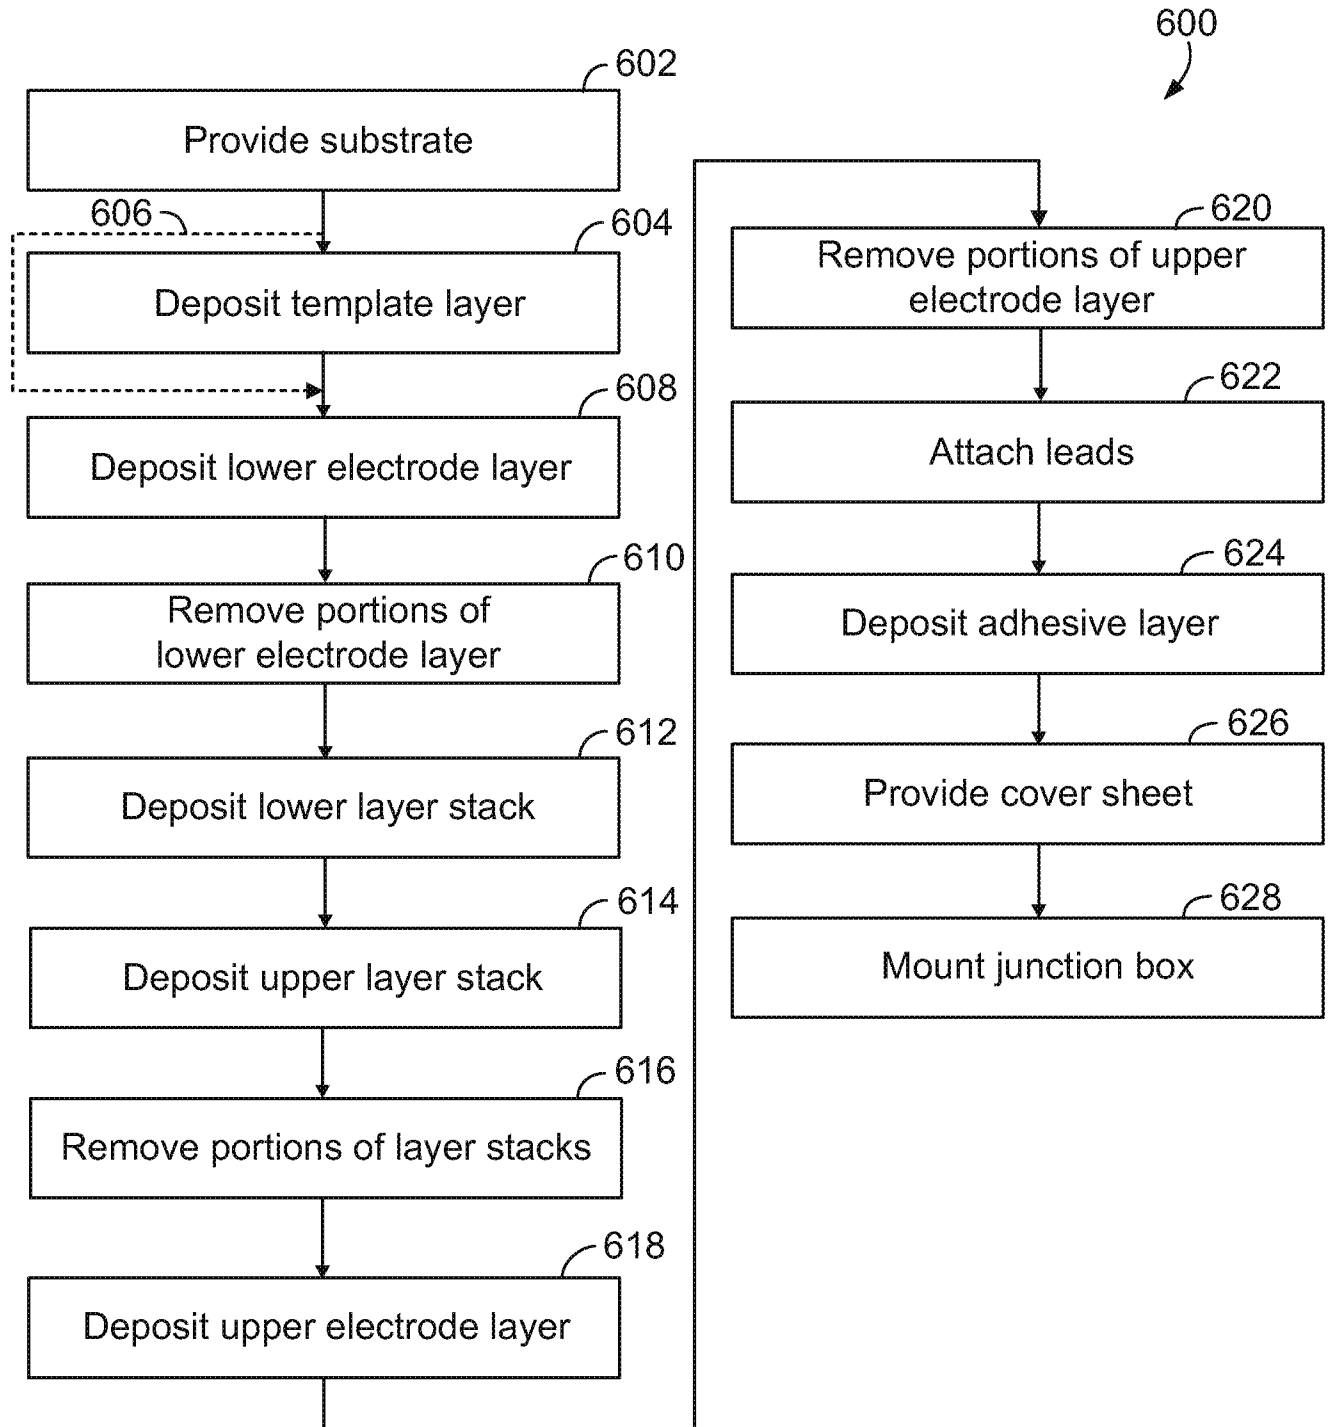 600
602
Provide substrate
606
604
Deposit template layer
608
Deposit lower electrode layer
610
Remove portions of
lower electrode layer
612
Deposit lower layer stack
614
Deposit upper layer stack
616
Remove portions of layer stacks
618
Deposit upper electrode layer
620
Remove portions of upper
electrode layer
622
Attach leads
624
Deposit adhesive layer
626
Provide cover sheet
628
Mount junction box